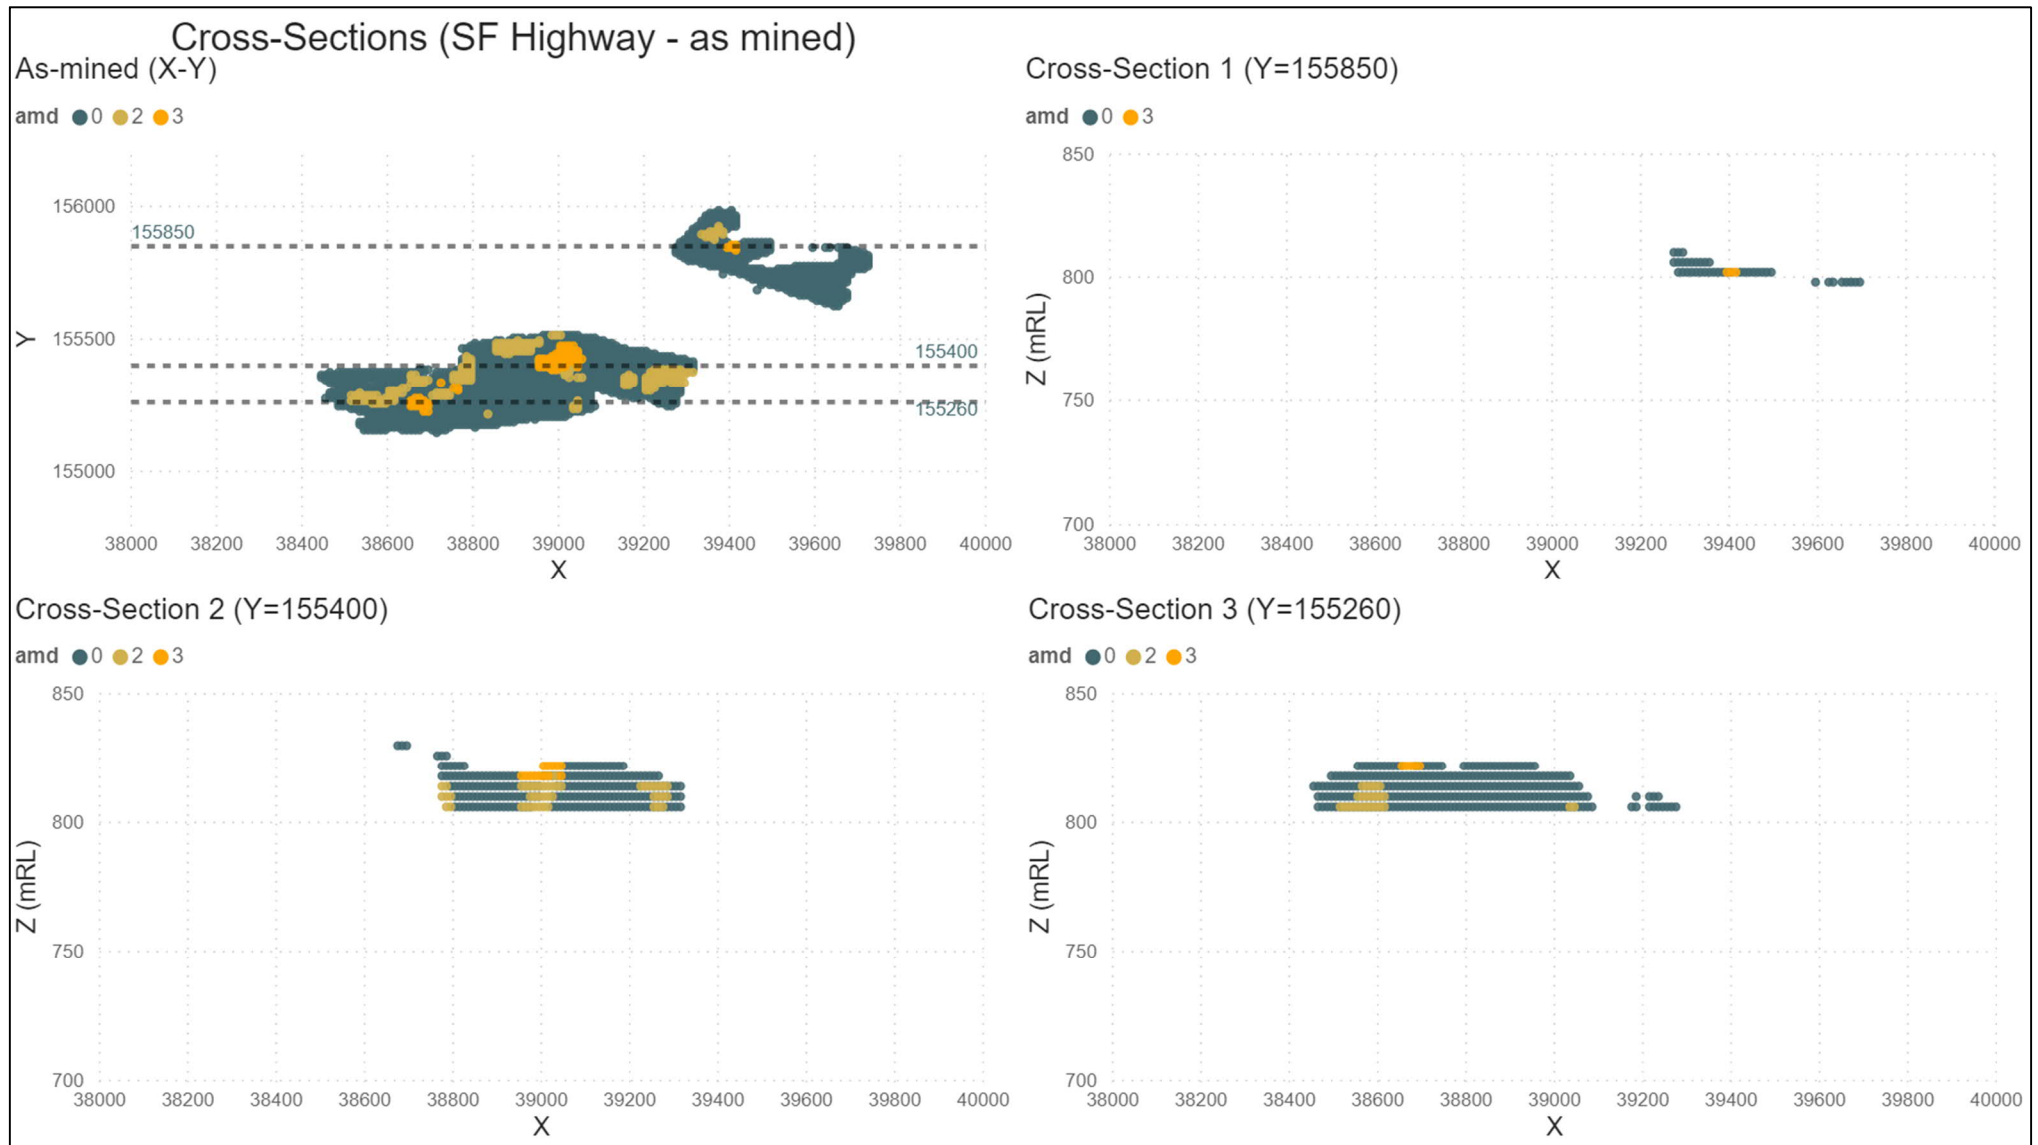 Cross-Sections (SF Highway - as mined)
As-mined (X-Y)
amd 0 2 3
156000
155850
155500
155400
155260
155000
Y
38000 38200 38400 38600 38800 39000 39200 39400 39600 39800 40000
X
Cross-Section 1 (Y=155850)
amd 0 3
850
800
750
700
Z (mRL)
38000 38200 38400 38600 38800 39000 39200 39400 39600 39800 40000
X
Cross-Section 2 (Y=155400)
amd 0 2 3
850
800
750
700
Z (mRL)
38000 38200 38400 38600 38800 39000 39200 39400 39600 39800 40000
X
Cross-Section 3 (Y=155260)
amd 0 2 3
850
800
750
700
Z (mRL)
38000 38200 38400 38600 38800 39000 39200 39400 39600 39800 40000
X